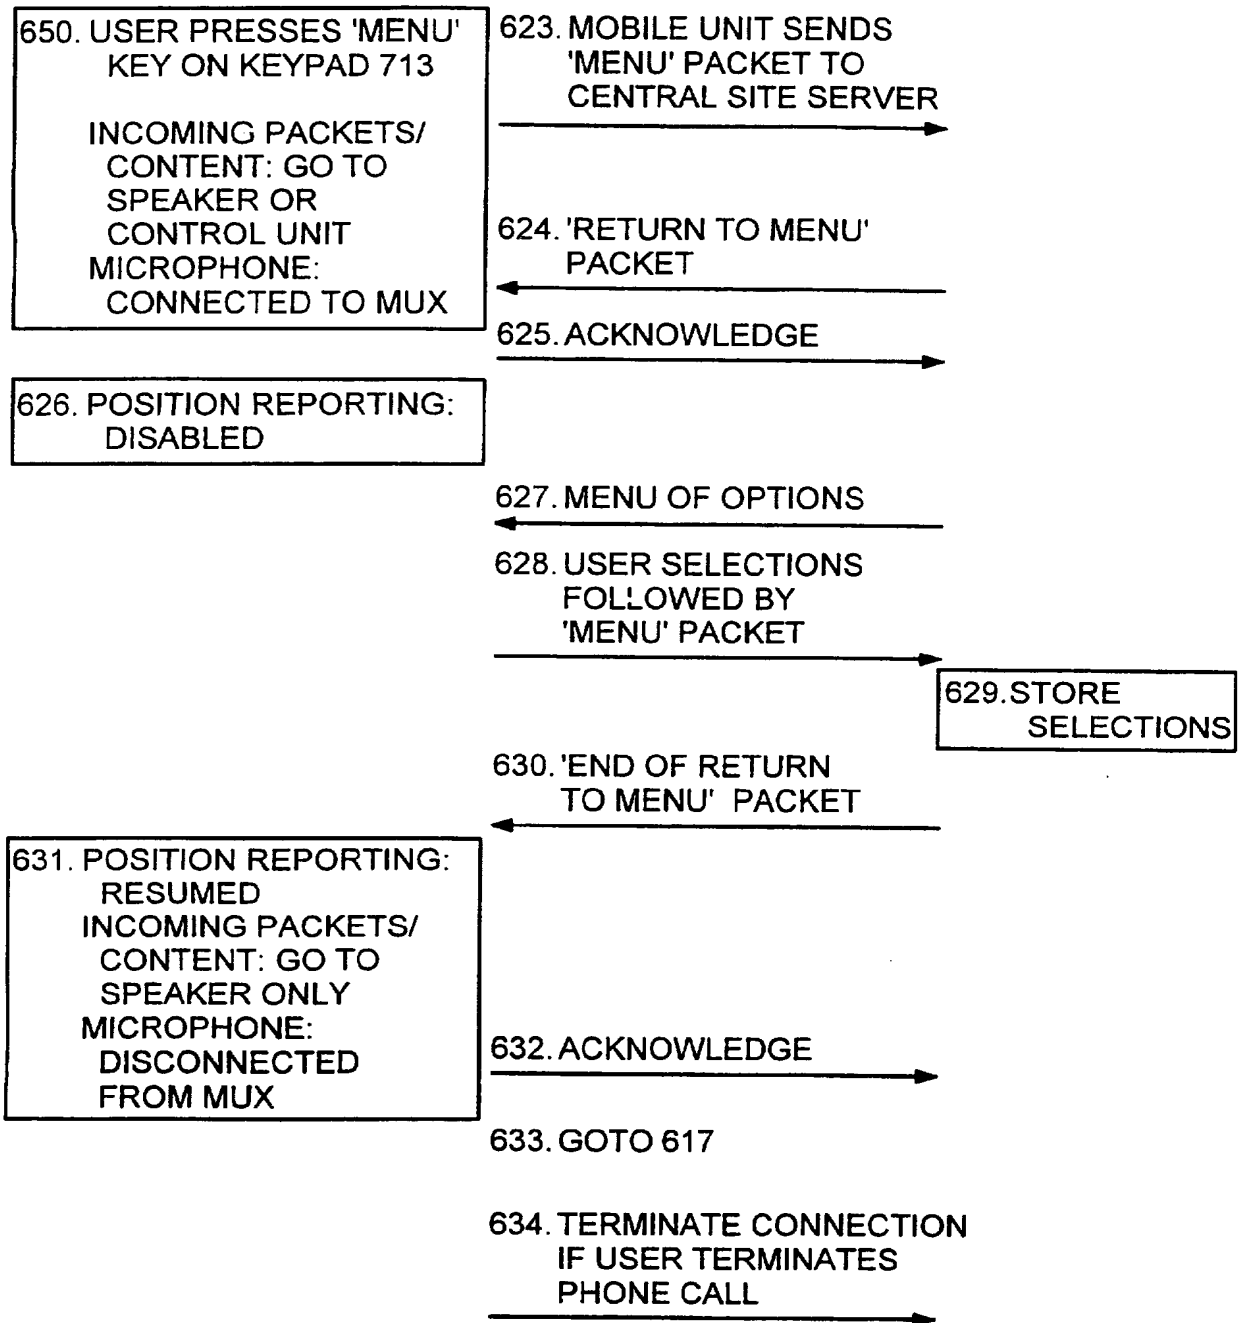 650. USER PRESSES 'MENU'
KEY ON KEYPAD 713
INCOMING PACKETS/
CONTENT: GO TO
SPEAKER OR
CONTROL UNIT
MICROPHONE:
CONNECTED TO MUX
623. MOBILE UNIT SENDS
'MENU' PACKET TO
CENTRAL SITE SERVER
624. 'RETURN TO MENU'
PACKET
625. ACKNOWLEDGE
626. POSITION REPORTING:
DISABLED
627. MENU OF OPTIONS
628. USER SELECTIONS
FOLLOWED BY
'MENU' PACKET
629. STORE
SELECTIONS
630. 'END OF RETURN
TO MENU' PACKET
631. POSITION REPORTING:
RESUMED
INCOMING PACKETS/
CONTENT: GO TO
SPEAKER ONLY
MICROPHONE:
DISCONNECTED
FROM MUX
632. ACKNOWLEDGE
633. GOTO 617
634. TERMINATE CONNECTION
IF USER TERMINATES
PHONE CALL